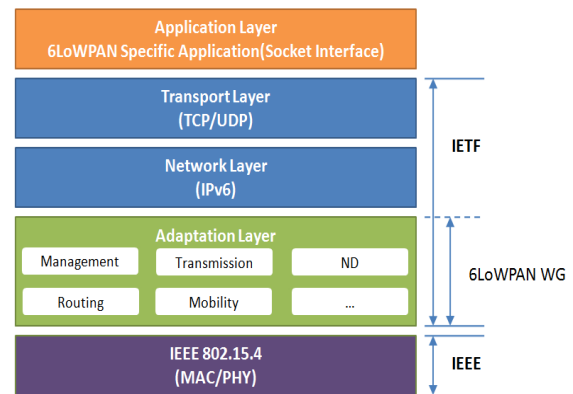 Application Layer
6LoWPAN Specific Application(Socket Interface)
Transport Layer
(TCP/UDP)
IETF
Network Layer
(IPv6)
Adaptation Layer
Management
Transmission
ND
6LoWPAN WG
Routing
Mobility
...
IEEE 802.15.4
(MAC/PHY)
IEEE